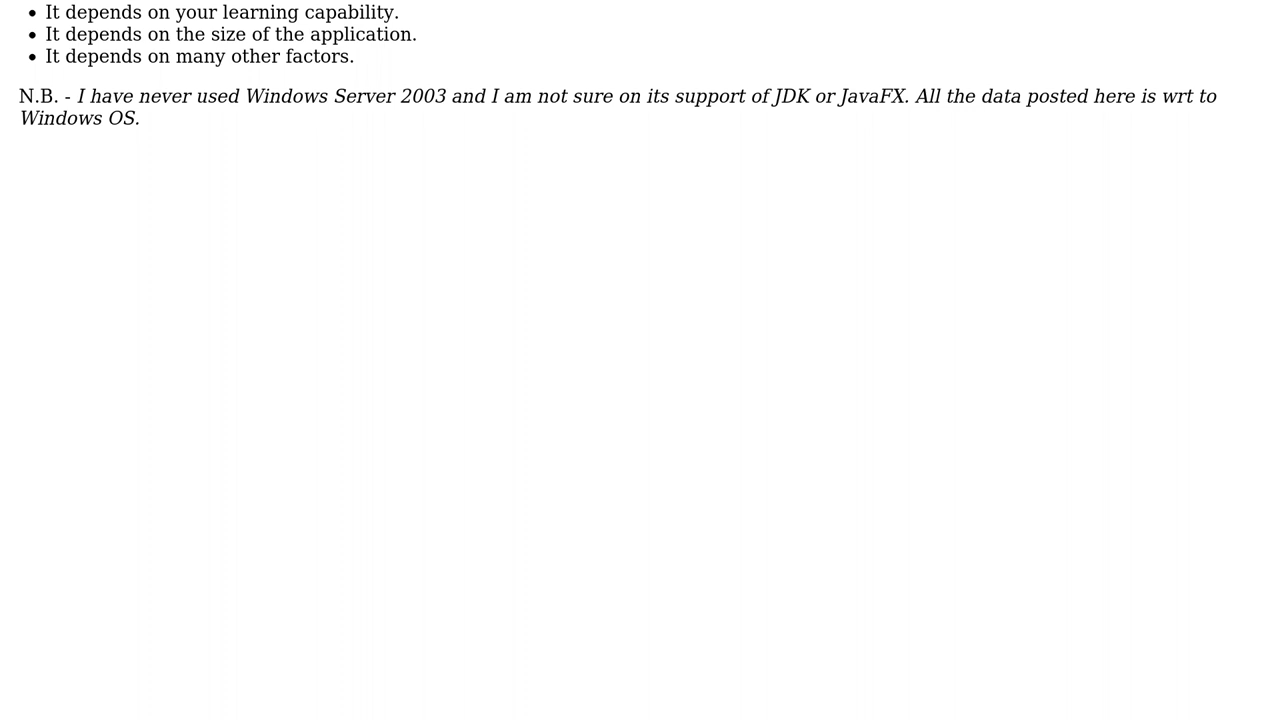 • It depends on your learning capability.
• It depends on the size of the application.
• It depends on many other factors.
N.B. - I have never used Windows Server 2003 and I am not sure on its support of JDK or JavaFX. All the data posted here is wrt to
Windows OS.